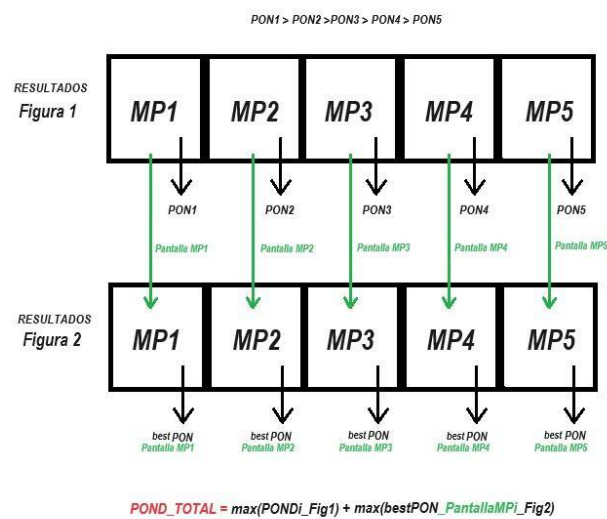 PON1 > PON2 >PON3 > PON4 > PON5
RESULTADOS
Figura 1
MP1 MP2 MP3 MP4 MP5
PON1 PON2 PON3 PON4 PON5
Pantalla MP1 Pantalla MP2 Pantalla MP3 Pantalla MP4 Pantalla MP5
RESULTADOS
Figura 2
MP1 MP2 MP3 MP4 MP5
best PON best PON best PON best PON best PON
Pantalla MP1 Pantalla MP2 Pantalla MP3 Pantalla MP4 Pantalla MP5
POND_TOTAL = max(PONDi_Fig1) + max(bestPON_PantallaMPi_Fig2)